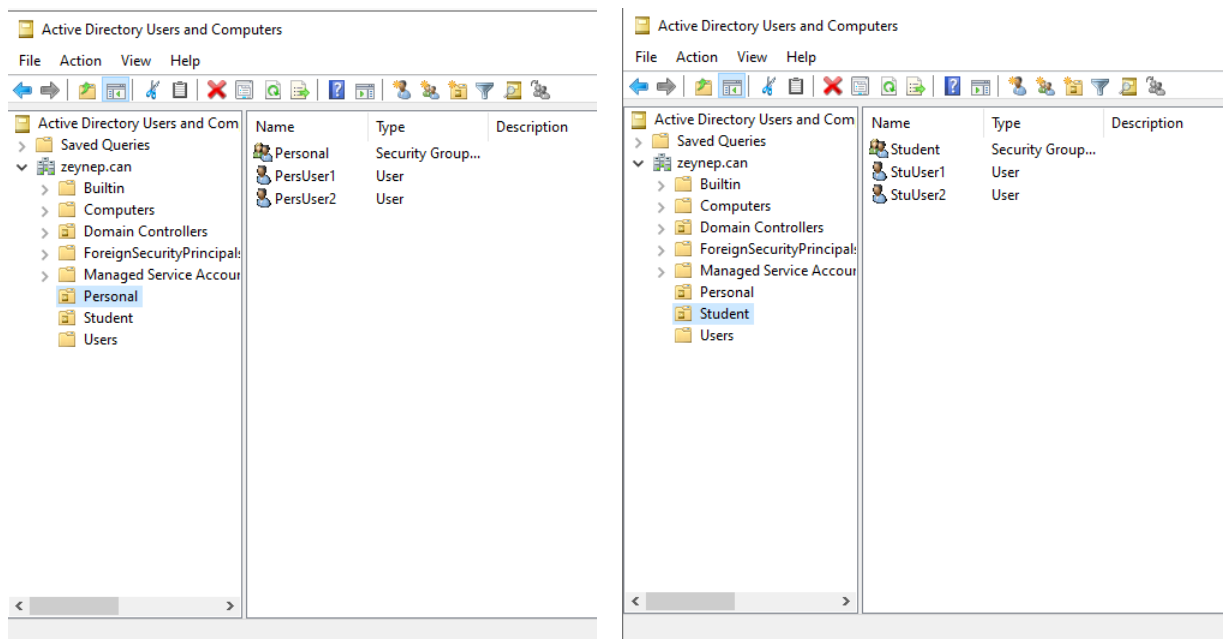 Active Directory Users and Computers
File Action View Help
Active Directory Users and Com
Saved Queries
zeynep.can
Builtin
Computers
Domain Controllers
ForeignSecurityPrincipals
Managed Service Accour
Personal
Student
Users
Name Type Description
Personal Security Group...
PersUser1 User
PersUser2 User
Active Directory Users and Computers
File Action View Help
Active Directory Users and Com
Saved Queries
zeynep.can
Builtin
Computers
Domain Controllers
ForeignSecurityPrincipals
Managed Service Accour
Personal
Student
Users
Name Type Description
Student Security Group...
StuUser1 User
StuUser2 User